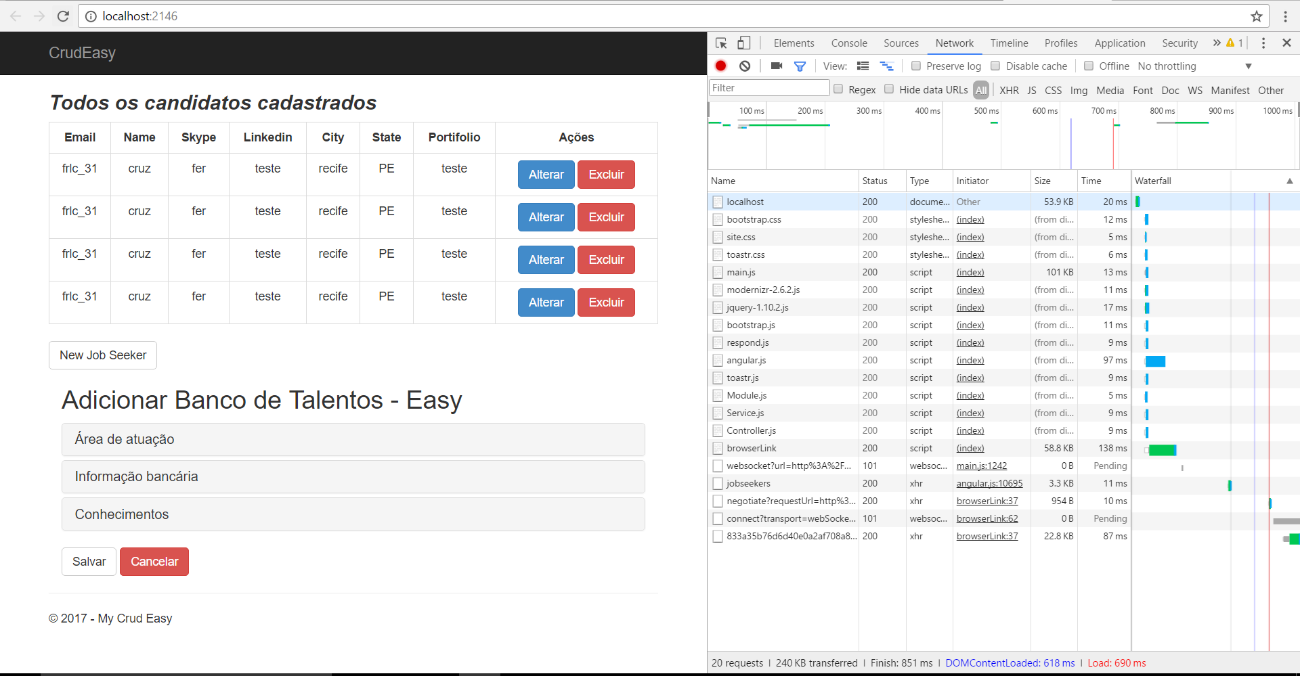 localhost:2146
CrudEasy
Todos os candidatos cadastrados
Email Name Skype Linkedin City State Portifolio Ações
frlc_31 cruz fer teste recife PE teste Alterar Excluir
frlc_31 cruz fer teste recife PE teste Alterar Excluir
frlc_31 cruz fer teste recife PE teste Alterar Excluir
frlc_31 cruz fer teste recife PE teste Alterar Excluir
New Job Seeker
Adicionar Banco de Talentos - Easy
Área de atuação
Informação bancária
Conhecimentos
Salvar Cancelar
© 2017 - My Crud Easy
Elements Console Sources Network Timeline Profiles Application Security » 1
View: Preserve log Disable cache Offline No throttling
Filter Regex Hide data URLs All XHR JS CSS Img Media Font Doc WS Manifest Other
100 ms 200 ms 300 ms 400 ms 500 ms 600 ms 700 ms 800 ms 900 ms 1000 ms
Name Status Type Initiator Size Time Waterfall
localhost 200 docume... Other 53.9 KB 20 ms
bootstrap.css 200 styleshe... (index) (from di... 12 ms
site.css 200 styleshe... (index) (from di... 5 ms
toastr.css 200 styleshe... (index) (from di... 6 ms
main.js 200 script (index) 101 KB 13 ms
modernizr-2.6.2.js 200 script (index) (from di... 11 ms
jquery-1.10.2.js 200 script (index) (from di... 17 ms
bootstrap.js 200 script (index) (from di... 11 ms
respond.js 200 script (index) (from di... 9 ms
angular.js 200 script (index) (from di... 97 ms
toastr.js 200 script (index) (from di... 9 ms
Module.js 200 script (index) (from di... 5 ms
Service.js 200 script (index) (from di... 9 ms
Controller.js 200 script (index) (from di... 9 ms
browserLink 200 script (index) 58.8 KB 138 ms
websocket?url=http%3A%2F... 101 websoc... main.js:1242 0 B Pending
jobseekers 200 xhr angular.js:10695 3.3 KB 11 ms
negotiate?requestUrl=http%3... 200 xhr browserLink:37 954 B 10 ms
connect?transport=webSocke... 101 websoc... browserLink:62 0 B Pending
833a35b76d6d40e0a2af708a8... 200 xhr browserLink:37 22.8 KB 87 ms
20 requests | 240 KB transferred | Finish: 851 ms | DOMContentLoaded: 618 ms | Load: 690 ms